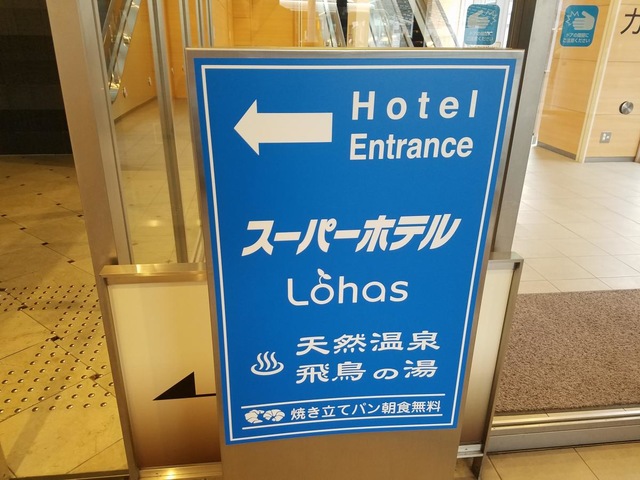 Hotel
Entrance
スーパーホテル
Lohas
天然温泉
飛鳥の湯
焼き立てパン朝食無料
カ